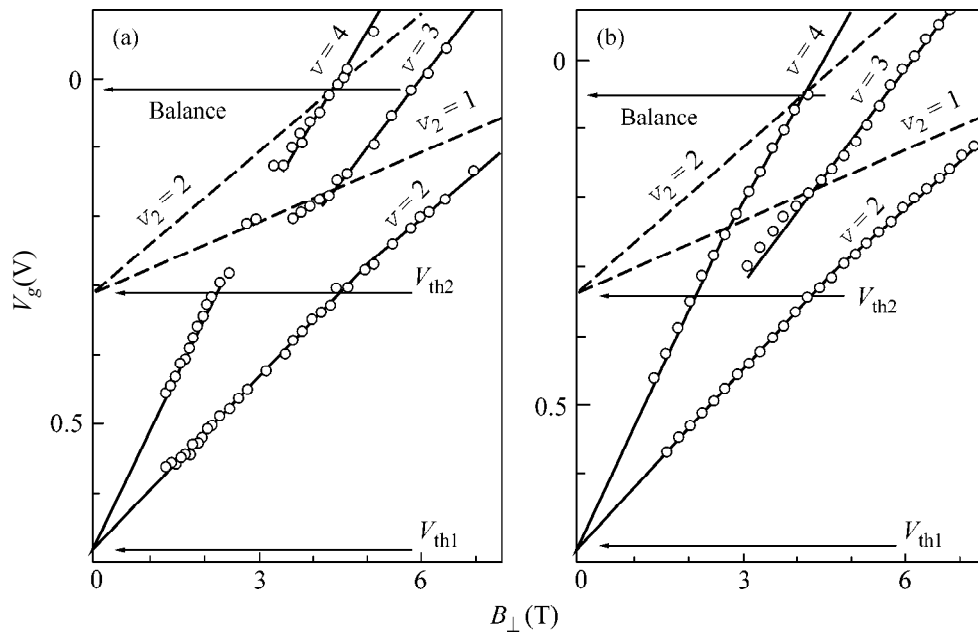 (a)
ν = 4
ν = 3
0
Balance
ν₂ = 1
ν₂ = 2
ν = 2
Vg(V)
Vth2
0.5
Vth1
0
3
6
(b)
ν = 4
0
ν = 3
Balance
ν₂ = 1
ν₂ = 2
ν = 2
Vth2
0.5
Vth1
0
3
6
B⊥(T)